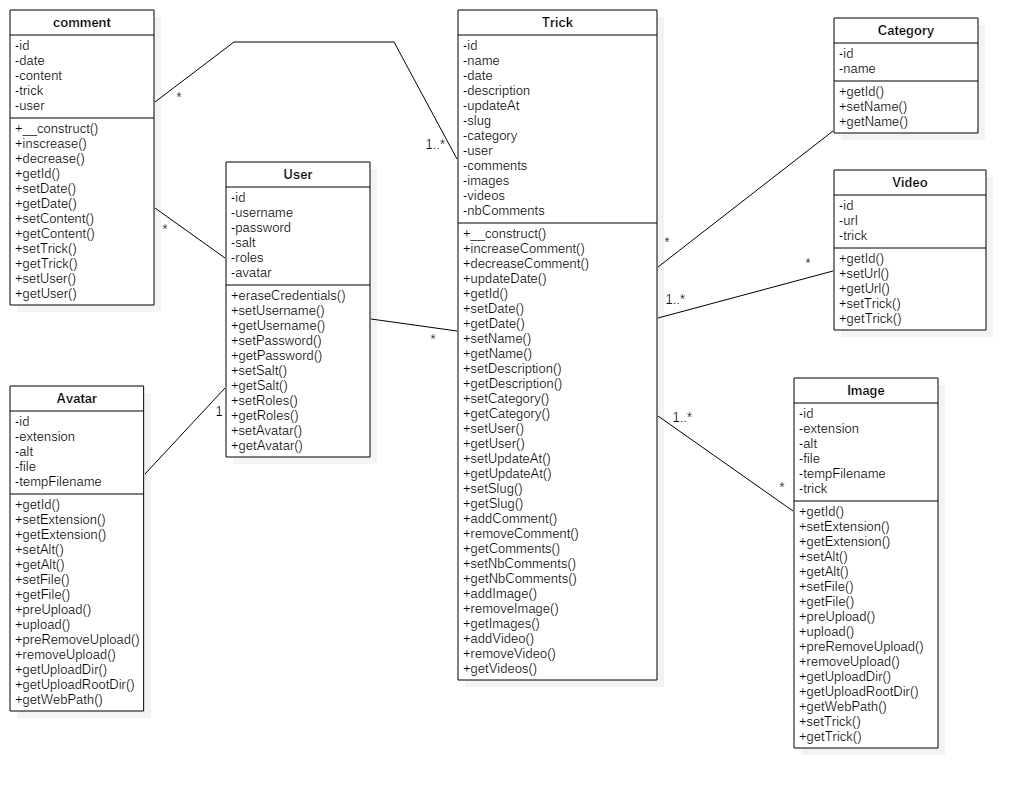 comment
-id
-date
-content
-trick
-user
+__construct()
+inscrease()
+decrease()
+getId()
+setDate()
+getDate()
+setContent()
+getContent()
+setTrick()
+getTrick()
+setUser()
+getUser()
*
*
User
-id
-username
-password
-salt
-roles
-avatar
+eraseCredentials()
+setUsername()
+getUsername()
+setPassword()
+getPassword()
+setSalt()
+getSalt()
+setRoles()
+getRoles()
+setAvatar()
+getAvatar()
1
*
Avatar
-id
-extension
-alt
-file
-tempFilename
+getId()
+setExtension()
+getExtension()
+setAlt()
+getAlt()
+setFile()
+getFile()
+preUpload()
+upload()
+preRemoveUpload()
+removeUpload()
+getUploadDir()
+getUploadRootDir()
+getWebPath()
1..*
Trick
-id
-name
-date
-description
-updateAt
-slug
-category
-user
-comments
-images
-videos
-nbComments
+__construct()
+increaseComment()
+decreaseComment()
+updateDate()
+getId()
+setDate()
+getDate()
+setName()
+getName()
+setDescription()
+getDescription()
+setCategory()
+getCategory()
+setUser()
+getUser()
+setUpdateAt()
+getUpdateAt()
+setSlug()
+getSlug()
+addComment()
+removeComment()
+getComments()
+setNbComments()
+getNbComments()
+addImage()
+removeImage()
+getImages()
+addVideo()
+removeVideo()
+getVideos()
*
1..*
*
1..*
*
Category
-id
-name
+getId()
+setName()
+getName()
Video
-id
-url
-trick
+getId()
+setUrl()
+getUrl()
+setTrick()
+getTrick()
Image
-id
-extension
-alt
-file
-tempFilename
-trick
+getId()
+setExtension()
+getExtension()
+setAlt()
+getAlt()
+setFile()
+getFile()
+preUpload()
+upload()
+preRemoveUpload()
+removeUpload()
+getUploadDir()
+getUploadRootDir()
+getWebPath()
+setTrick()
+getTrick()